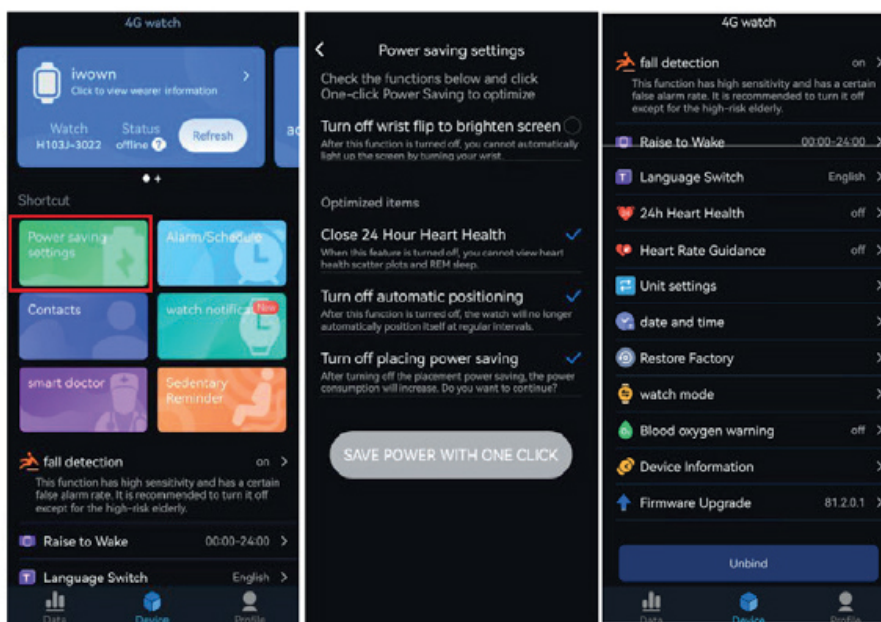 4G watch
iwown
Click to view wearer information
Watch
H103J-3022
Status
offline ?
Refresh
Shortcut
Power saving
settings
Alarm/Schedule
Contacts
New
smart doctor
Sedentary
Reminder
fall detection
on
This function has high sensitivity and has a certain
false alarm rate. It is recommended to turn it off
except for the high-risk elderly.
Raise to Wake
00:00-24:00
Language Switch
English
Data
Device
Profile
Power saving settings
Check the functions below and click
One-click Power Saving to optimize
Turn off wrist flip to brighten screen
After this function is turned off, you cannot automatically
light up the screen by turning your wrist.
Optimized items
Close 24 Hour Heart Health
When this feature is turned off, you cannot view heart
health scatter plots and REM sleep.
Turn off automatic positioning
After this function is turned off, the watch will no longer
automatically position itself at regular intervals.
Turn off placing power saving
After turning off the placement power saving, the power
consumption will increase. Do you want to continue?
SAVE POWER WITH ONE CLICK
4G watch
fall detection
on
This function has high sensitivity and has a certain
false alarm rate. It is recommended to turn it off
except for the high-risk elderly.
Raise to Wake
00:00-24:00
T Language Switch
English
24h Heart Health
off
Heart Rate Guidance
off
Unit settings
date and time
Restore Factory
watch mode
Blood oxygen warning
off
Device Information
Firmware Upgrade
81.2.0.1
Unbind
Data
Device
Profile